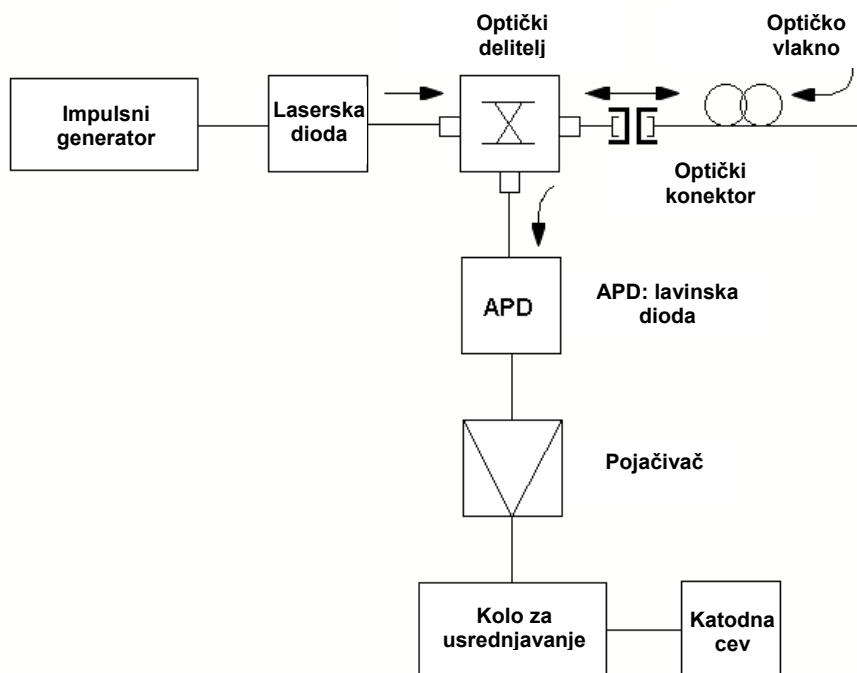 Optički
delitelj
Optičko
vlakno
Impulsni
generator
Laserska
dioda
Optički
konektor
APD
APD: lavinska
dioda
Pojačivač
Kolo za
usrednjavanje
Katodna
cev